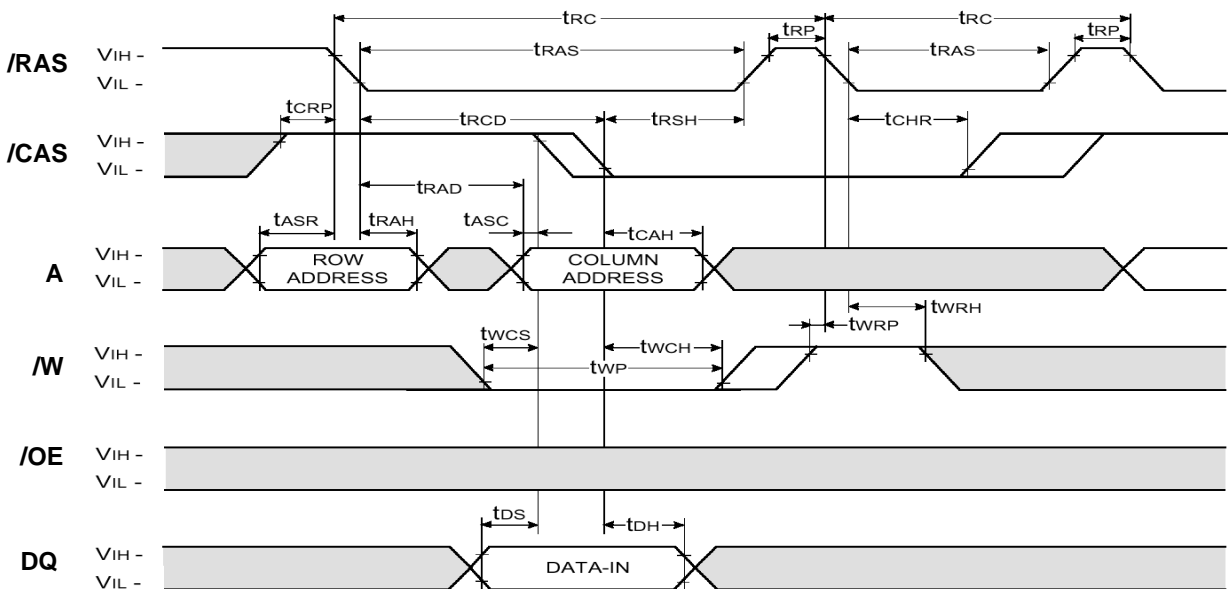 tRC tRC
tRP tRP
tRAS tRAS
/RAS VIH -
VIL -
tCRP tRCD tRSH tCHR
/CAS VIH -
VIL -
tRAD
tASR tRAH tASC tCAH
A VIH -
VIL -
ROW ADDRESS
COLUMN ADDRESS
tWRH
tWRP
tWCS tWCH
/W VIH -
VIL -
tWP
/OE VIH -
VIL -
tDS tDH
DQ VIH -
VIL -
DATA-IN